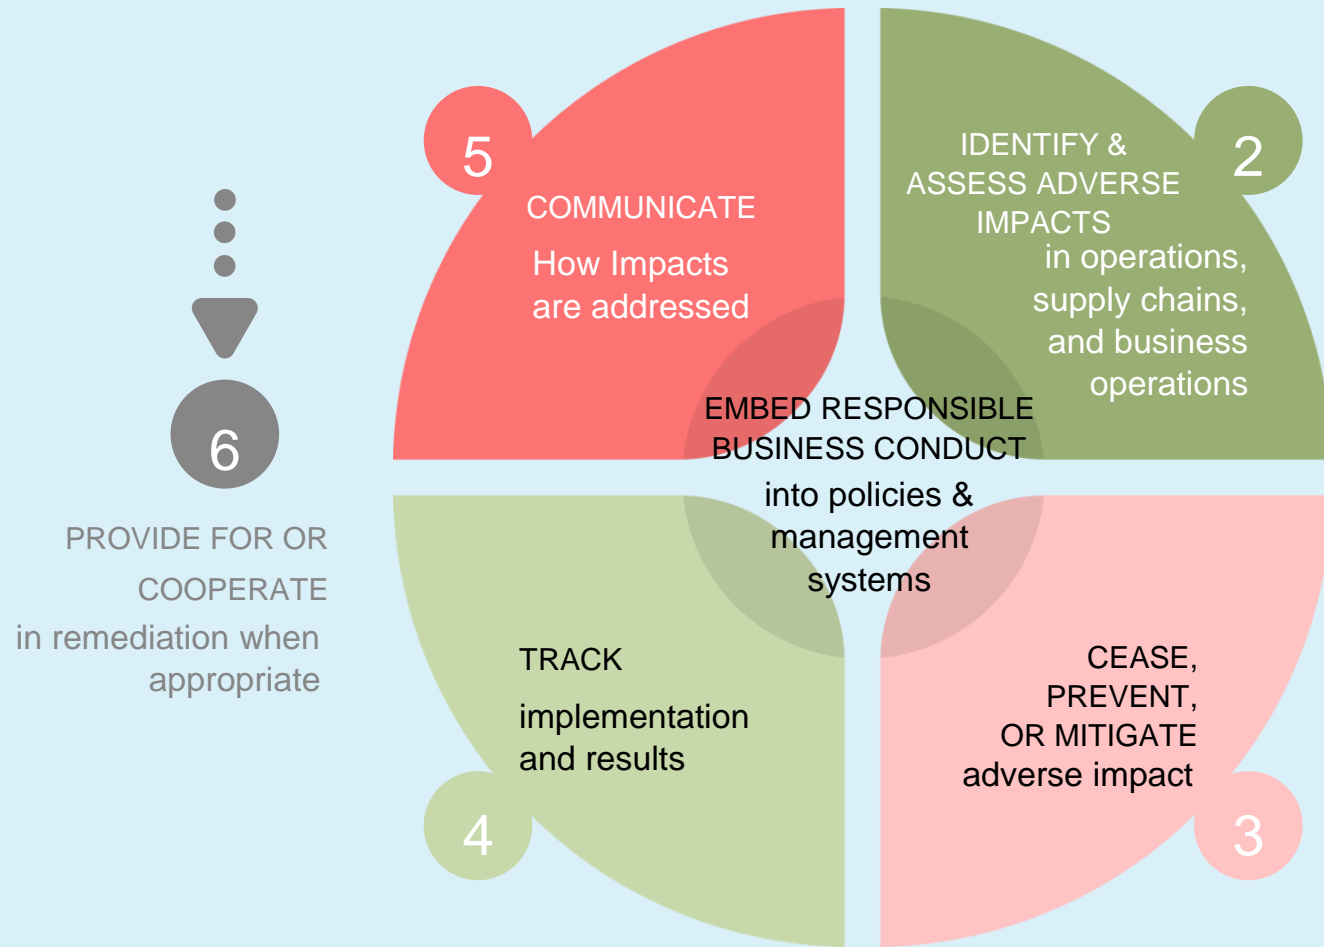 5
COMMUNICATE
How Impacts
are addressed
2
IDENTIFY &
ASSESS ADVERSE
IMPACTS
in operations,
supply chains,
and business
operations
EMBED RESPONSIBLE
BUSINESS CONDUCT
into policies &
management
systems
6
PROVIDE FOR OR
COOPERATE
in remediation when
appropriate
TRACK
implementation
and results
4
CEASE,
PREVENT,
OR MITIGATE
adverse impact
3